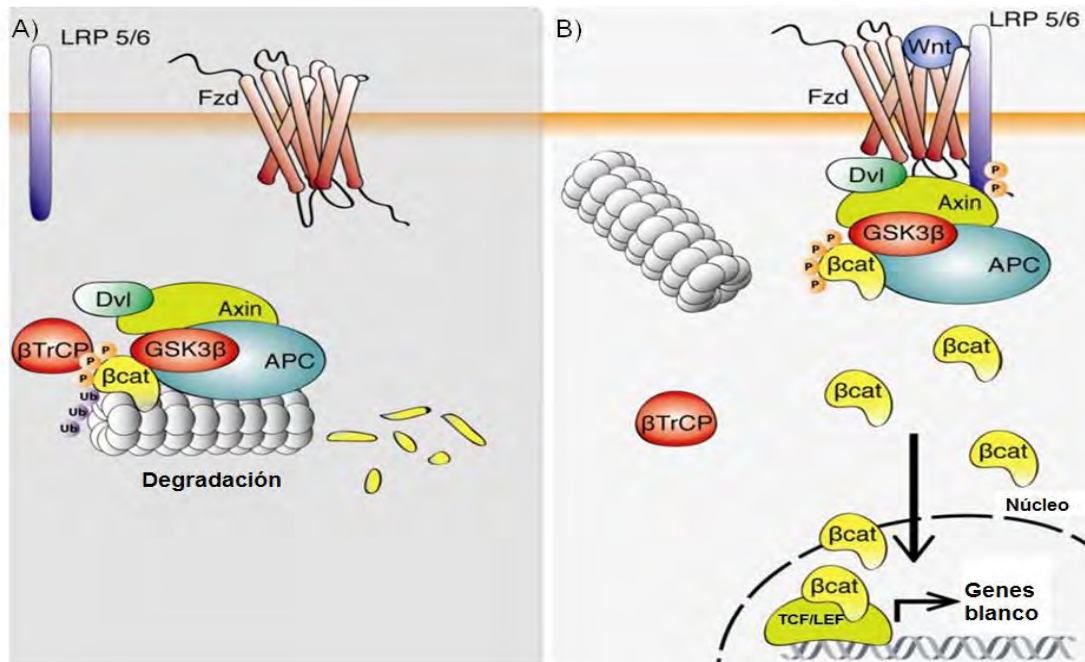 A)
LRP 5/6
Fzd
Dvl
Axin
βTrCP
P
P
P
GSK3β
APC
βcat
Ub
Ub
Ub
Degradación
B)
LRP 5/6
Wnt
Fzd
Dvl
P
P
Axin
GSK3β
P
P
P
P
βcat
APC
βcat
βcat
βTrCP
βcat
Núcleo
βcat
βcat
TCF/LEF
Genes
blanco